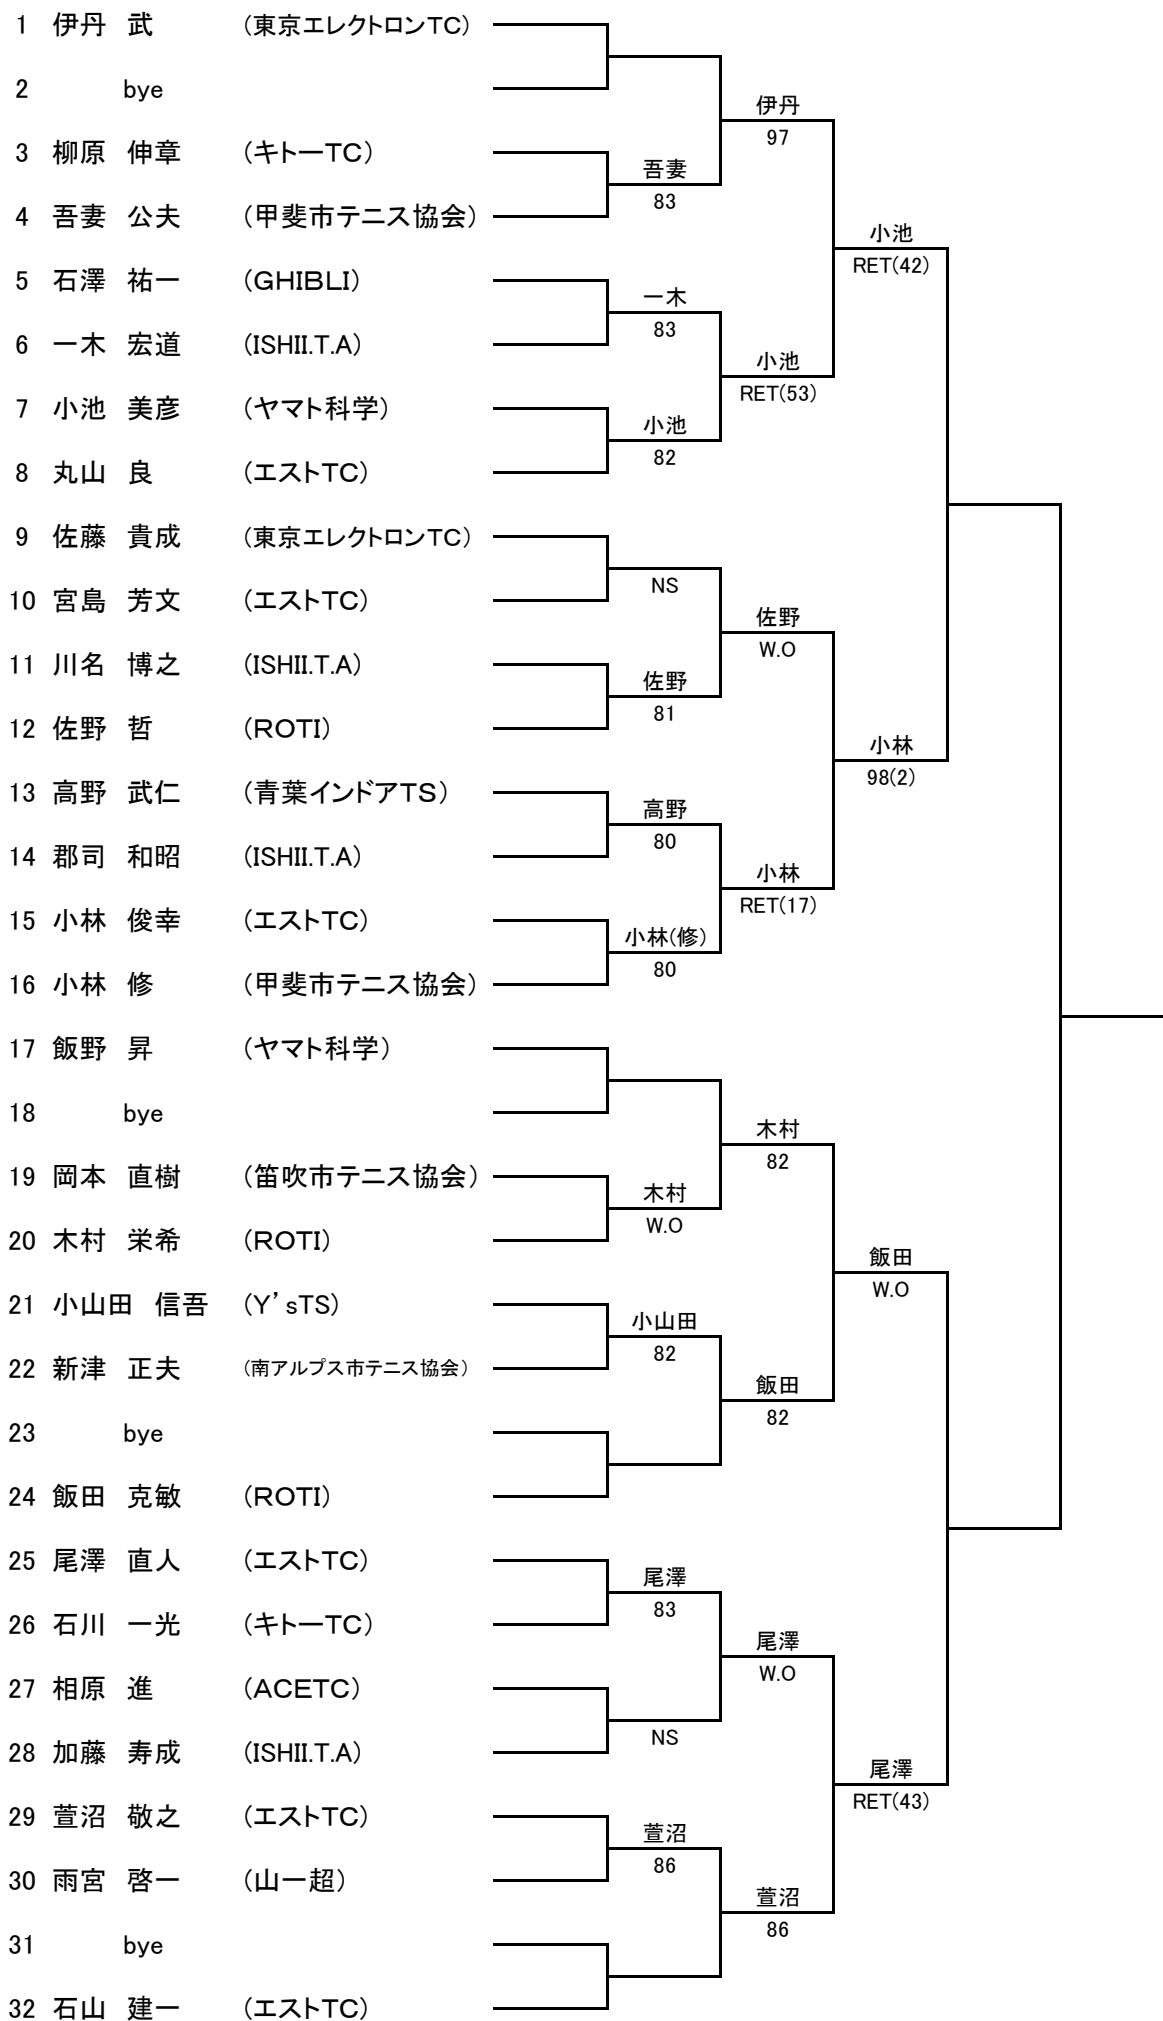 1 伊丹 武 (東京エレクトロンTC)
2 bye
伊丹
97
3 柳原 伸章 (キトーTC)
吾妻
83
4 吾妻 公夫 (甲斐市テニス協会)
小池
RET(42)
5 石澤 祐一 (GHIBLI)
一木
83
6 一木 宏道 (ISHII.T.A)
小池
RET(53)
7 小池 美彦 (ヤマト科学)
小池
82
8 丸山 良 (エストTC)
9 佐藤 貴成 (東京エレクトロンTC)
NS
10 宮島 芳文 (エストTC)
佐野
W.O
11 川名 博之 (ISHII.T.A)
佐野
81
12 佐野 哲 (ROTI)
小林
98(2)
13 高野 武仁 (青葉インドアTS)
高野
80
14 郡司 和昭 (ISHII.T.A)
小林
RET(17)
15 小林 俊幸 (エストTC)
小林(修)
80
16 小林 修 (甲斐市テニス協会)
17 飯野 昇 (ヤマト科学)
18 bye
木村
82
19 岡本 直樹 (笛吹市テニス協会)
木村
W.O
20 木村 栄希 (ROTI)
飯田
W.O
21 小山田 信吾 (Y’sTS)
小山田
82
22 新津 正夫 (南アルプス市テニス協会)
飯田
82
23 bye
24 飯田 克敏 (ROTI)
25 尾澤 直人 (エストTC)
尾澤
83
26 石川 一光 (キトーTC)
尾澤
W.O
27 相原 進 (ACETC)
NS
28 加藤 寿成 (ISHII.T.A)
尾澤
RET(43)
29 萱沼 敬之 (エストTC)
萱沼
86
30 雨宮 啓一 (山一超)
萱沼
86
31 bye
32 石山 建一 (エストTC)